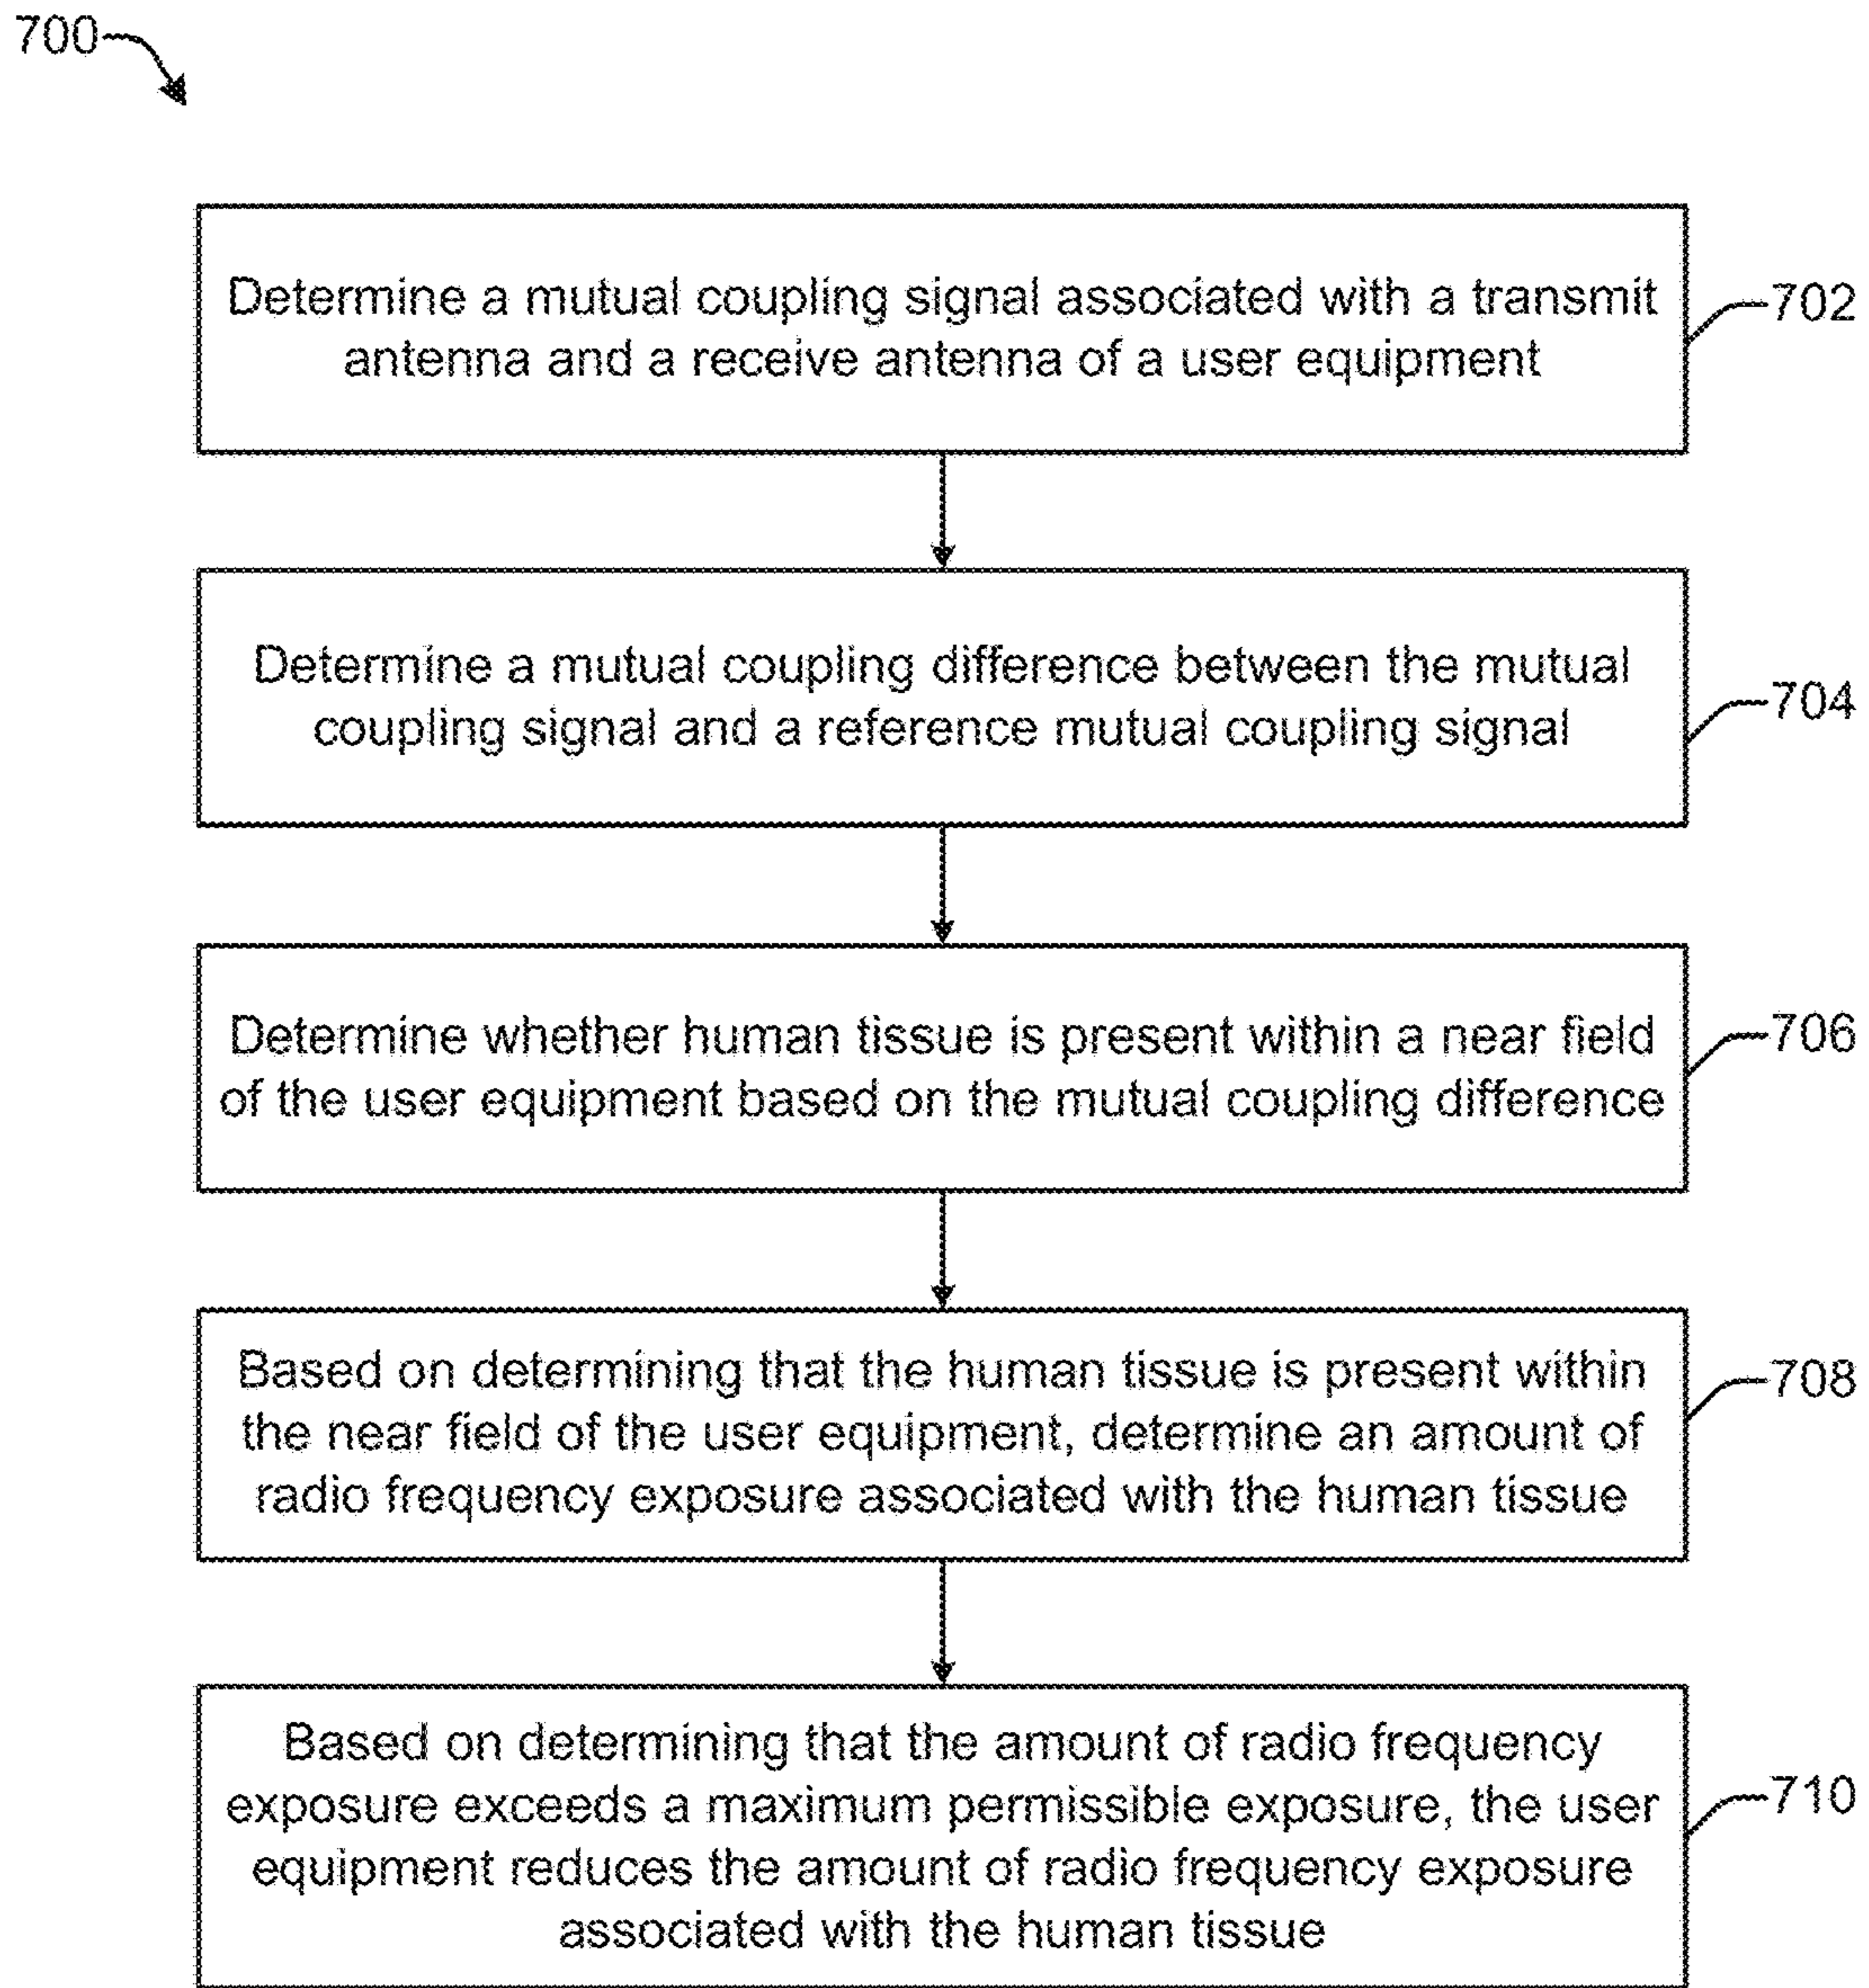 700
Determine a mutual coupling signal associated with a transmit
antenna and a receive antenna of a user equipment
702
Determine a mutual coupling difference between the mutual
coupling signal and a reference mutual coupling signal
704
Determine whether human tissue is present within a near field
of the user equipment based on the mutual coupling difference
706
Based on determining that the human tissue is present within
the near field of the user equipment, determine an amount of
radio frequency exposure associated with the human tissue
708
Based on determining that the amount of radio frequency
exposure exceeds a maximum permissible exposure, the user
equipment reduces the amount of radio frequency exposure
associated with the human tissue
710